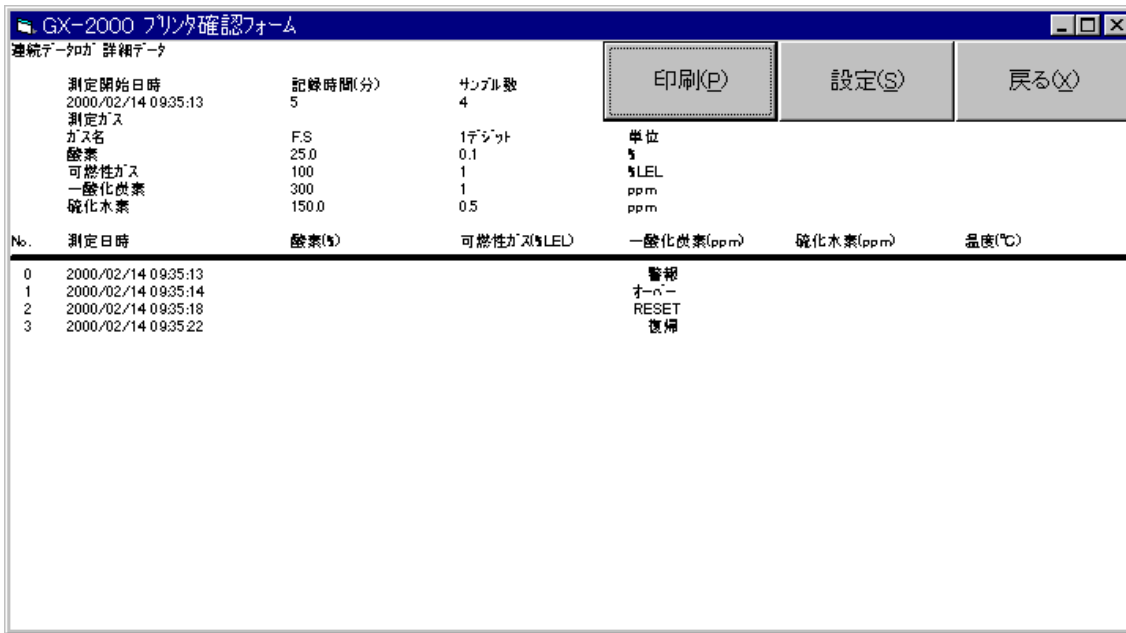 GX-2000 プリンタ確認フォーム
連続データロガ 詳細データ
印刷(P) 設定(S) 戻る(X)
測定開始日時 記録時間(分) サンプル数
2000/02/14 09:35:13 5 4
測定ガス
ガス名 F.S 1デジット 単位
酸素 25.0 0.1 %
可燃性ガス 100 1 %LEL
一酸化炭素 300 1 ppm
硫化水素 150.0 0.5 ppm
No. 測定日時 酸素(%) 可燃性ガス(%LEL) 一酸化炭素(ppm) 硫化水素(ppm) 温度(℃)
0 2000/02/14 09:35:13 警報
1 2000/02/14 09:35:14 オーバー
2 2000/02/14 09:35:18 RESET
3 2000/02/14 09:35:22 復帰